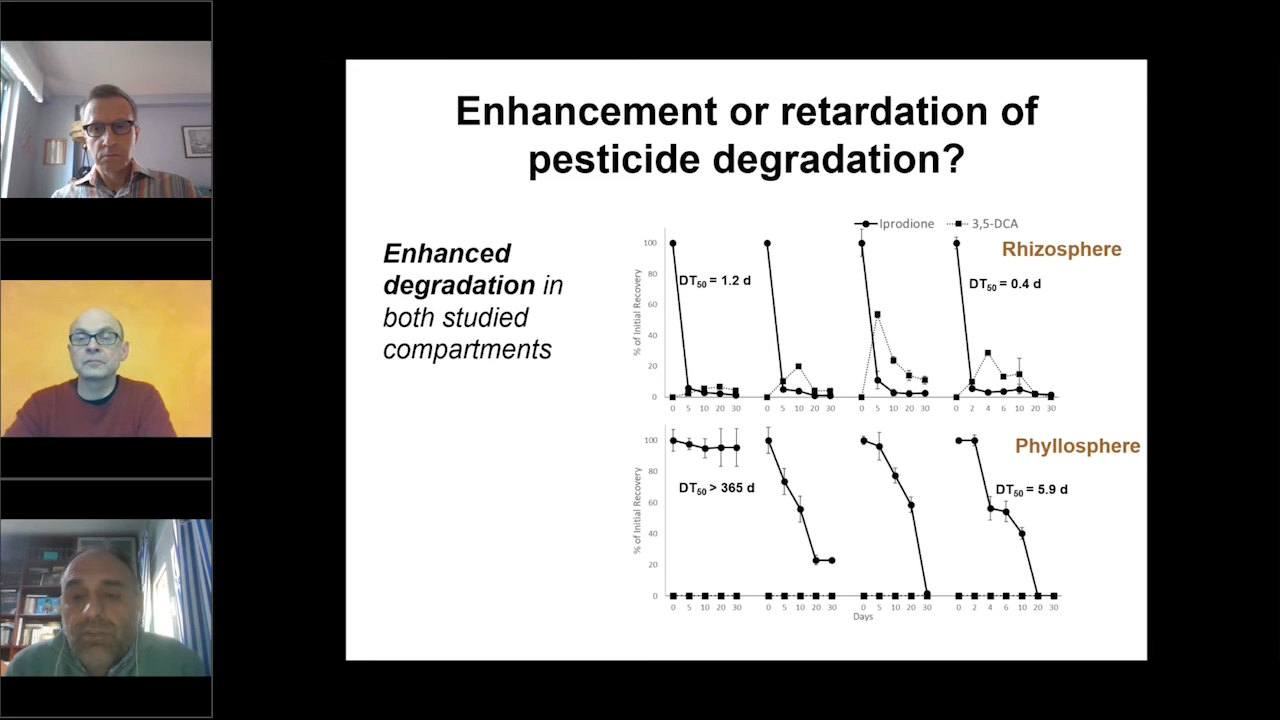 Enhancement or retardation of
pesticide degradation?
Enhanced
degradation in
both studied
compartments
Iprodione
3,5-DCA
Rhizosphere
% of Initial Recovery
100
80
60
40
20
0
DT50 = 1.2 d
DT50 = 0.4 d
0 5 10 20 30
0 5 10 20 30
0 5 10 20 30
0 2 4 6 10 20 30
Phyllosphere
% of Initial Recovery
100
80
60
40
20
0
DT50 > 365 d
DT50 = 5.9 d
0 5 10 20 30
0 5 10 20 30
0 5 10 20 30
0 2 4 6 10 20 30
Days